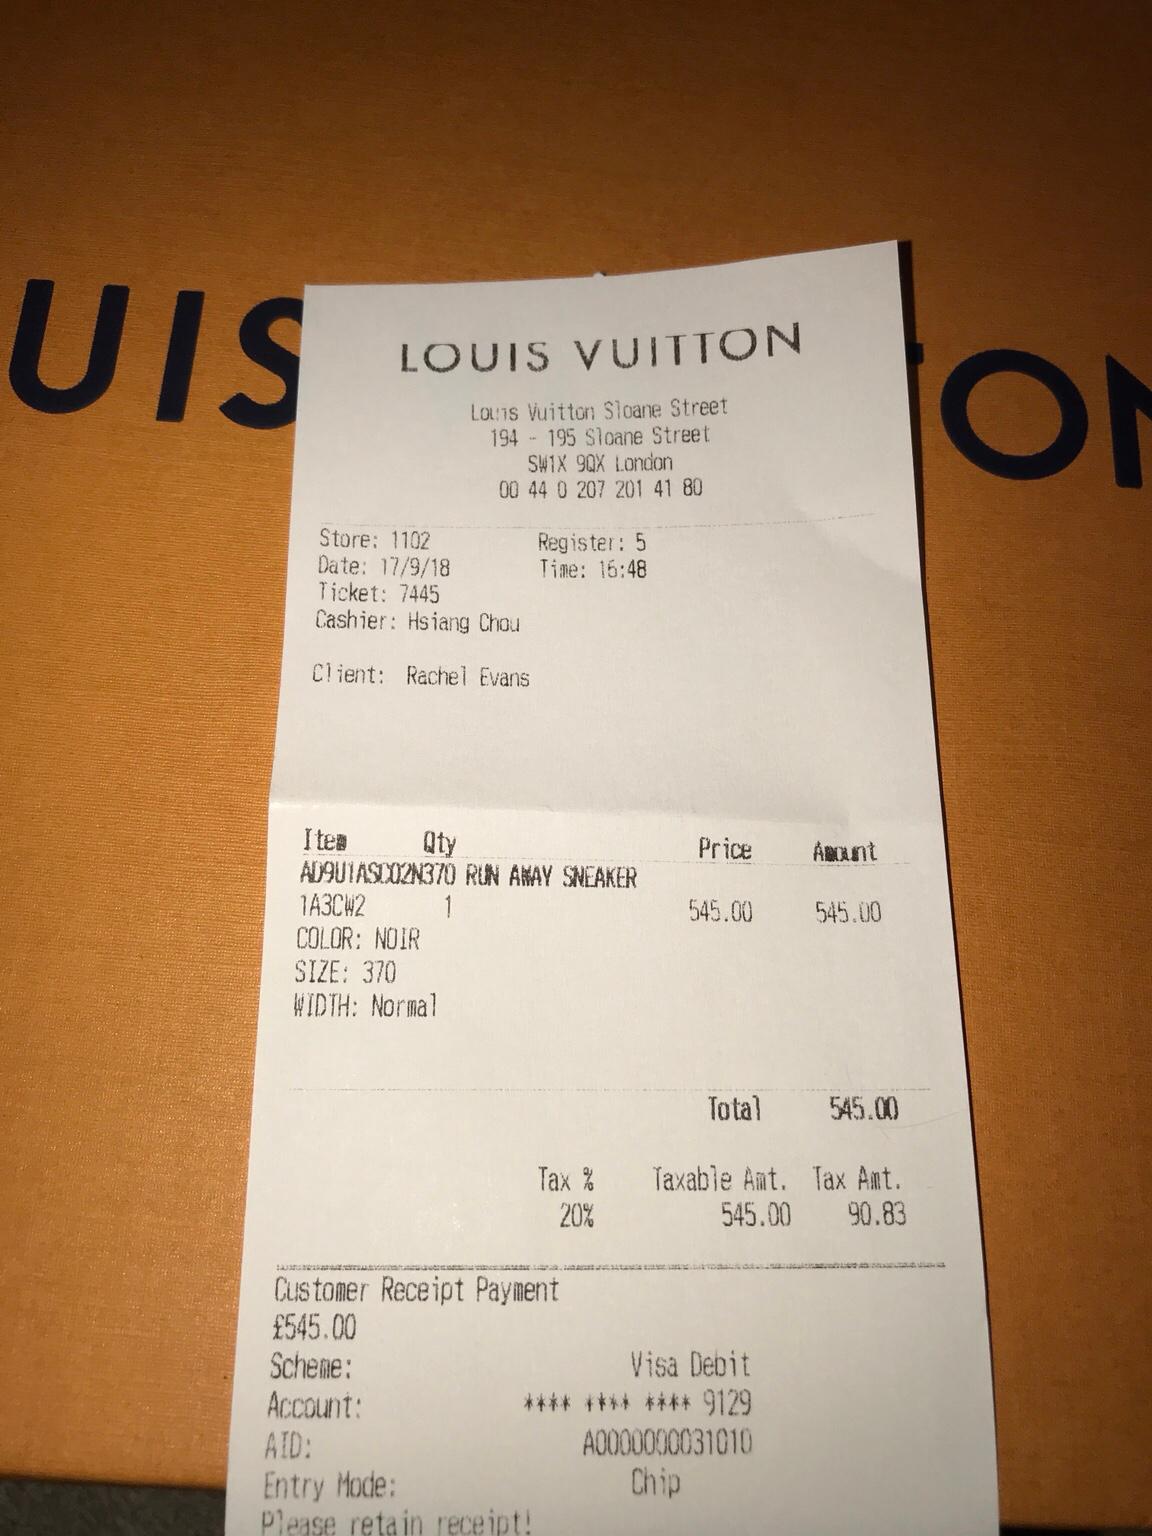 UIS TON
LOUIS VUITTON
Louis Vuitton Sloane Street
194 - 195 Sloane Street
SW1X 9QX London
00 44 0 207 201 41 80
Store: 1102 Register: 5
Date: 17/9/18 Time: 16:48
Ticket: 7445
Cashier: Hsiang Chou
Client: Rachel Evans
Item Qty Price Amount
AD9U1ASC02N370 RUN AWAY SNEAKER
1A3CW2 1 545.00 545.00
COLOR: NOIR
SIZE: 370
WIDTH: Normal
Total 545.00
Tax % Taxable Amt. Tax Amt.
20% 545.00 90.83
Customer Receipt Payment
£545.00
Scheme: Visa Debit
Account: **** **** **** 9129
AID: A0000000031010
Entry Mode: Chip
Please retain receipt!